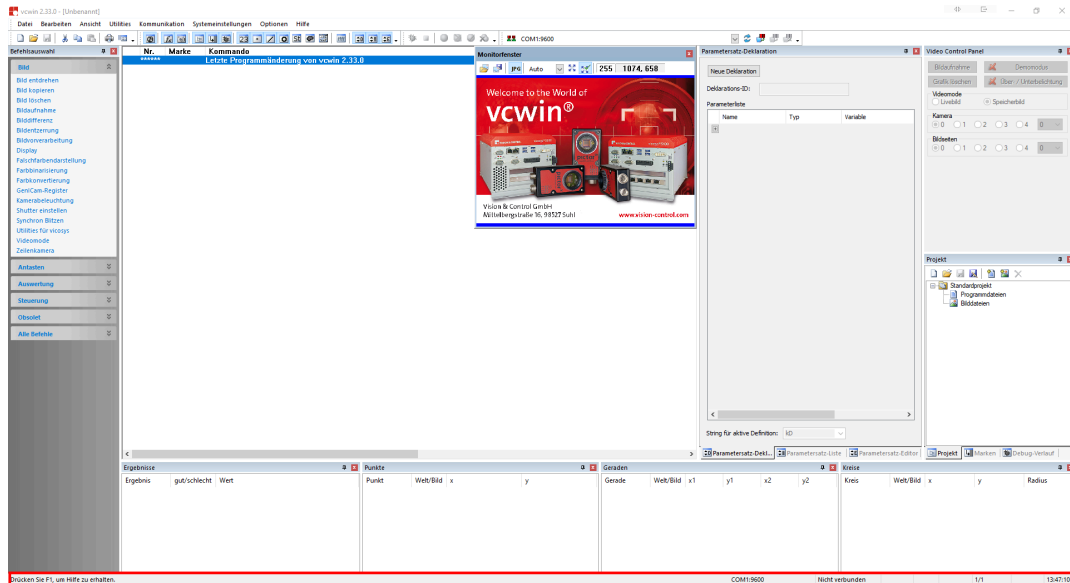 vcwin 2.33.0 - [Unbenannt]
Datei Bearbeiten Ansicht Utilities Kommunikation Systemeinstellungen Optionen Hilfe
COM1:9600
Befehlsauswahl
Bild
Bild entdrehen
Bild kopieren
Bild löschen
Bildaufnahme
Bilddifferenz
Bildentzerrung
Bildvorverarbeitung
Display
Falschfarbendarstellung
Farbbinarisierung
Farbkonvertierung
GeniCam-Register
Kamerabeleuchtung
Shutter einstellen
Synchron Blitzen
Utilities für vicosys
Videomode
Zeilenkamera
Antasten
Auswertung
Steuerung
Obsolet
Alle Befehle
Nr. Marke Kommando
****** Letzte Programmänderung von vcwin 2.33.0
Monitorfenster
JPG Auto 255 1074, 658
Welcome to the World of
vcwin®
Vision & Control GmbH
Mittelbergstraße 16, 98527 Suhl www.vision-control.com
Parametersatz-Deklaration
Neue Deklaration
Deklarations-ID:
Parameterliste
Name Typ Variable
*
String für aktive Definition: kD
Parametersatz-Dekl... Parametersatz-Liste Parametersatz-Editor
Video Control Panel
Bildaufnahme Demomodus
Grafik löschen Über- / Unterbelichtung
Videomode
Livebild Speicherbild
Kamera
0 1 2 3 4 0
Bildseiten
0 1 2 3 4 0
Projekt
Standardprojekt
Programmdateien
Bilddateien
Projekt Marken Debug-Verlauf
Ergebnisse
Ergebnis gut/schlecht Wert
Punkte
Punkt Welt/Bild x y
Geraden
Gerade Welt/Bild x1 y1 x2 y2
Kreise
Kreis Welt/Bild x y Radius
Drücken Sie F1, um Hilfe zu erhalten. COM1:9600 Nicht verbunden 1/1 13:47:10